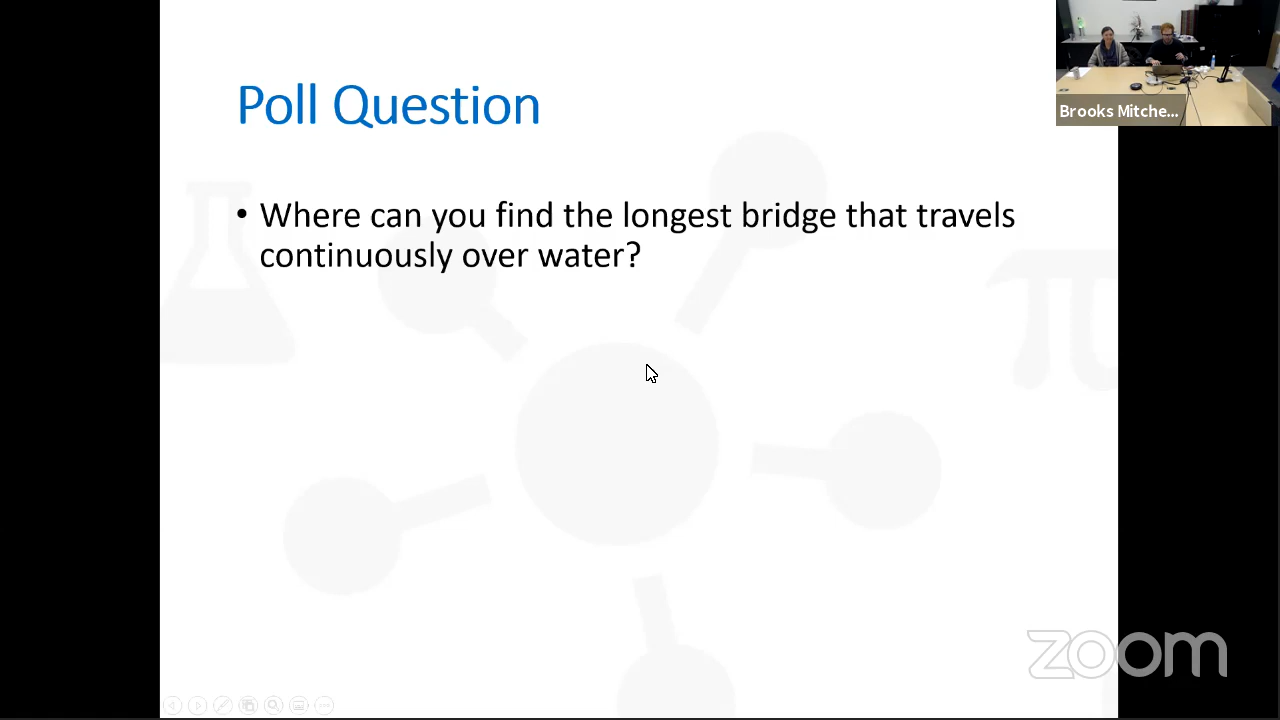 Poll Question
• Where can you find the longest bridge that travels
continuously over water?
Brooks Mitche...
zoom